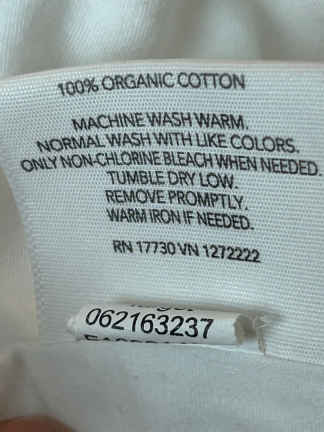 100% ORGANIC COTTON
MACHINE WASH WARM.
NORMAL WASH WITH LIKE COLORS.
ONLY NON-CHLORINE BLEACH WHEN NEEDED.
TUMBLE DRY LOW.
REMOVE PROMPTLY.
WARM IRON IF NEEDED.
RN 17730 VN 1272222
062163237